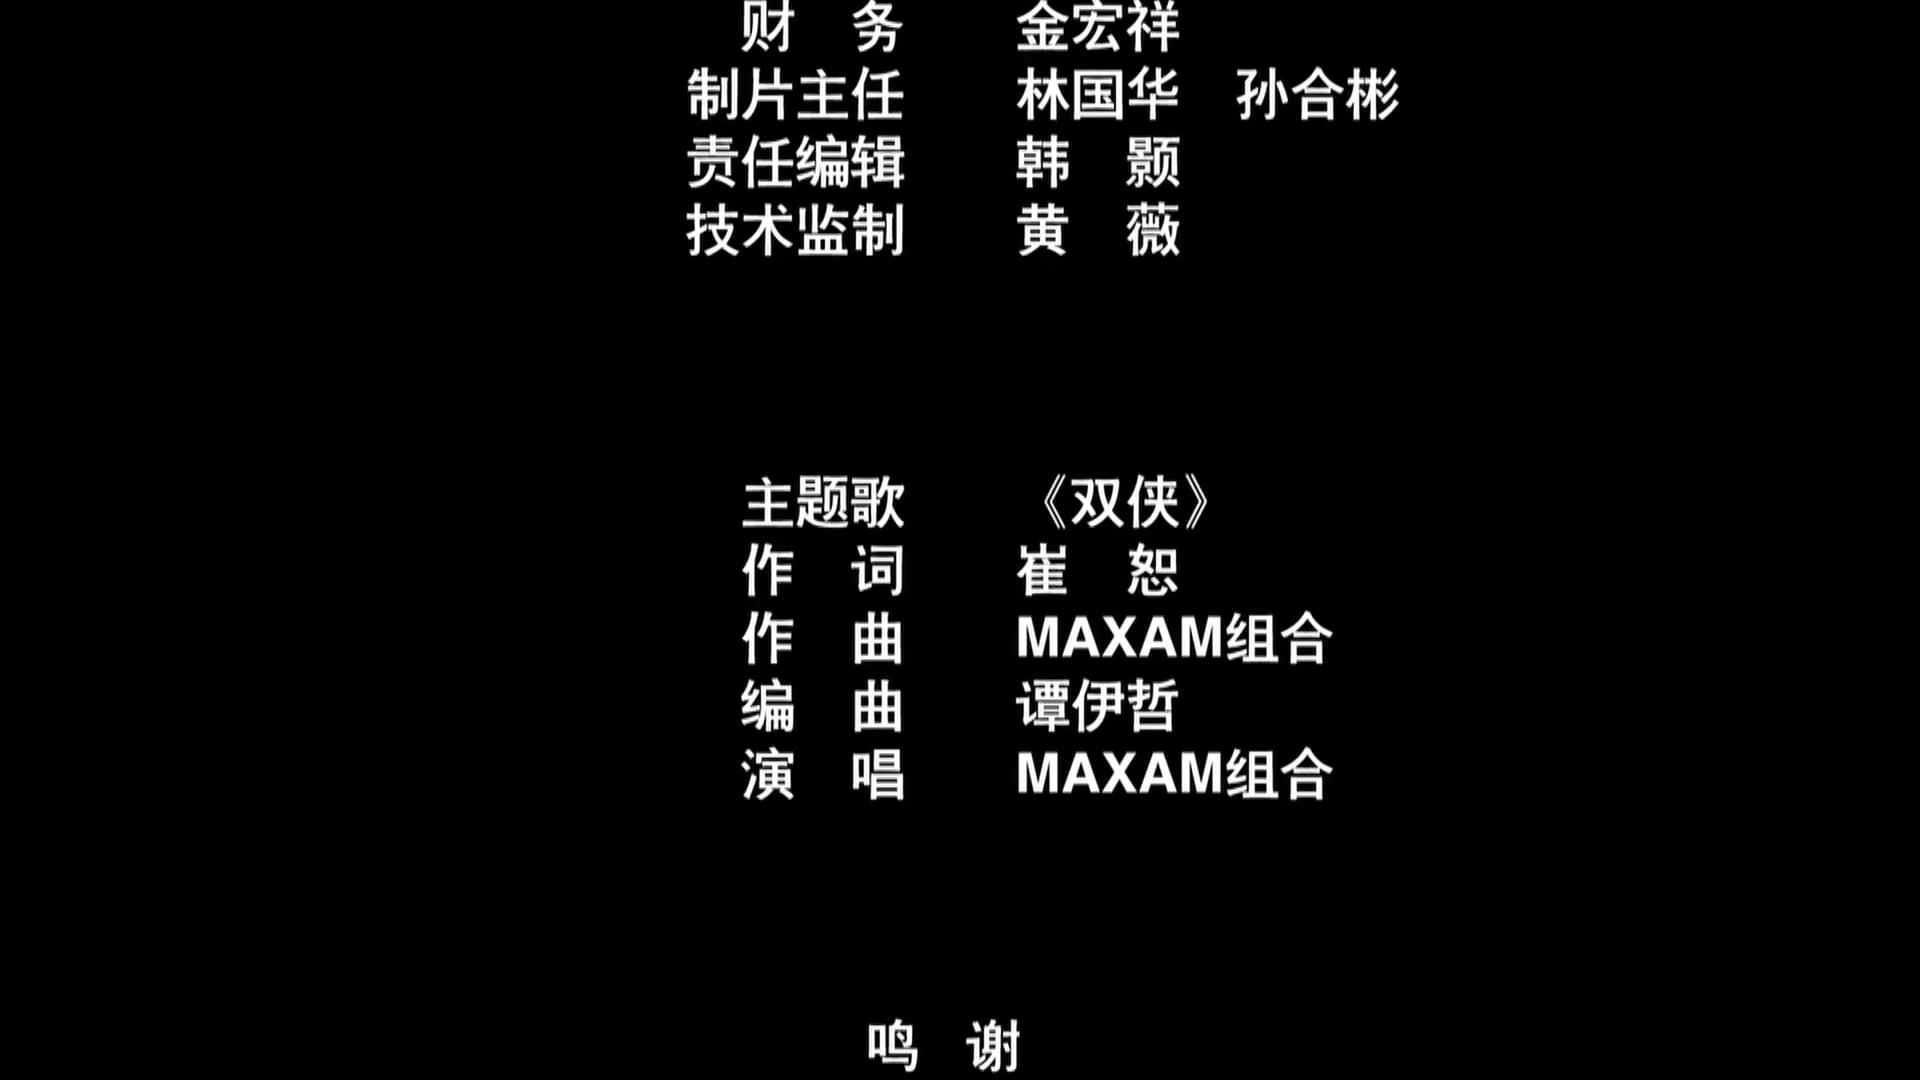 财 务 金宏祥
制片主任 林国华 孙合彬
责任编辑 韩 颢
技术监制 黄 薇
主题歌 《双侠》
作 词 崔 恕
作 曲 MAXAM组合
编 曲 谭伊哲
演 唱 MAXAM组合
鸣 谢